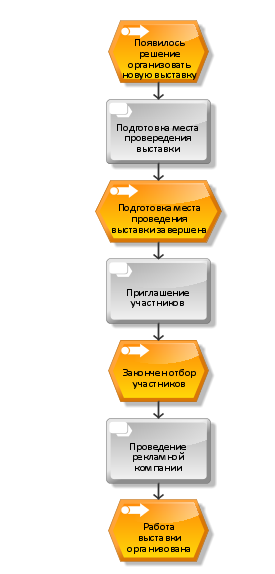 Появилось
решение
организовать
новую выставку
Подготовка места
провередения
выставки
Подготовка места
проведения
выставки завершена
Приглашение
участников
Закончен отбор
участников
Проведение
рекламной
компании
Работа
выставки
организована